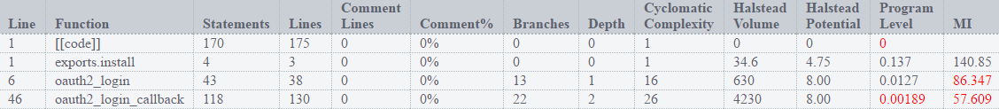 Line Function Statements Lines Comment Lines Comment% Branches Depth Cyclomatic Complexity Halstead Volume Halstead Potential Program Level MI
1 [[code]] 170 175 0 0% 0 0 1 0 0 0
1 exports.install 4 3 0 0% 0 0 1 34.6 4.75 0.137 140.85
6 oauth2_login 43 38 0 0% 13 1 16 630 8.00 0.0127 86.347
46 oauth2_login_callback 118 130 0 0% 22 2 26 4230 8.00 0.00189 57.609